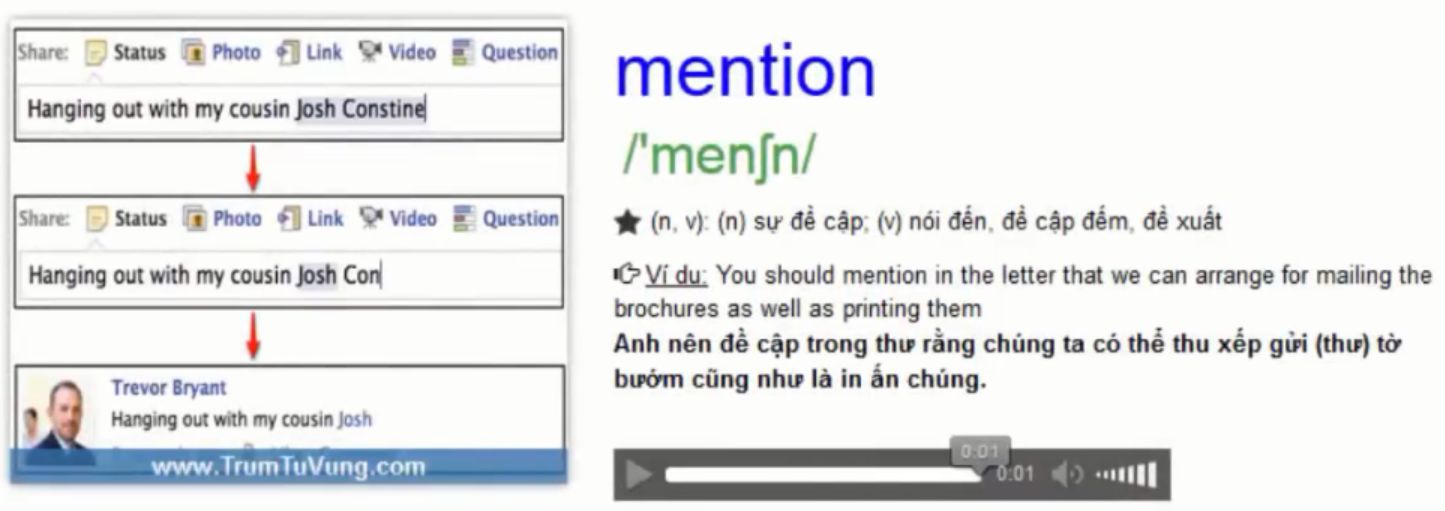 Share: Status Photo Link Video Question
Hanging out with my cousin Josh Constine
Share: Status Photo Link Video Question
Hanging out with my cousin Josh Con
Trevor Bryant
Hanging out with my cousin Josh
www.TrumTuVung.com
mention
/'menʃn/
(n, v): (n) sự đề cập; (v) nói đến, đề cập đếm, đề xuất
Ví dụ: You should mention in the letter that we can arrange for mailing the
brochures as well as printing them
Anh nên đề cập trong thư rằng chúng ta có thể thu xếp gửi (thư) tờ
bướm cũng như là in ấn chúng.
0:01
0:01